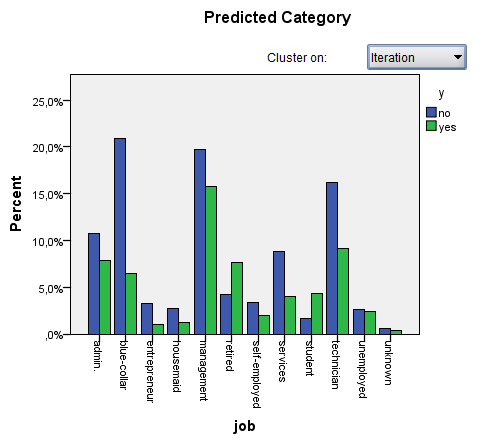 Predicted Category
Cluster on:
Iteration
y
no
yes
Percent
25,0%
20,0%
15,0%
10,0%
5,0%
,0%
admin.
blue-collar
entrepreneur
housemaid
management
retired
self-employed
services
student
technician
unemployed
unknown
job